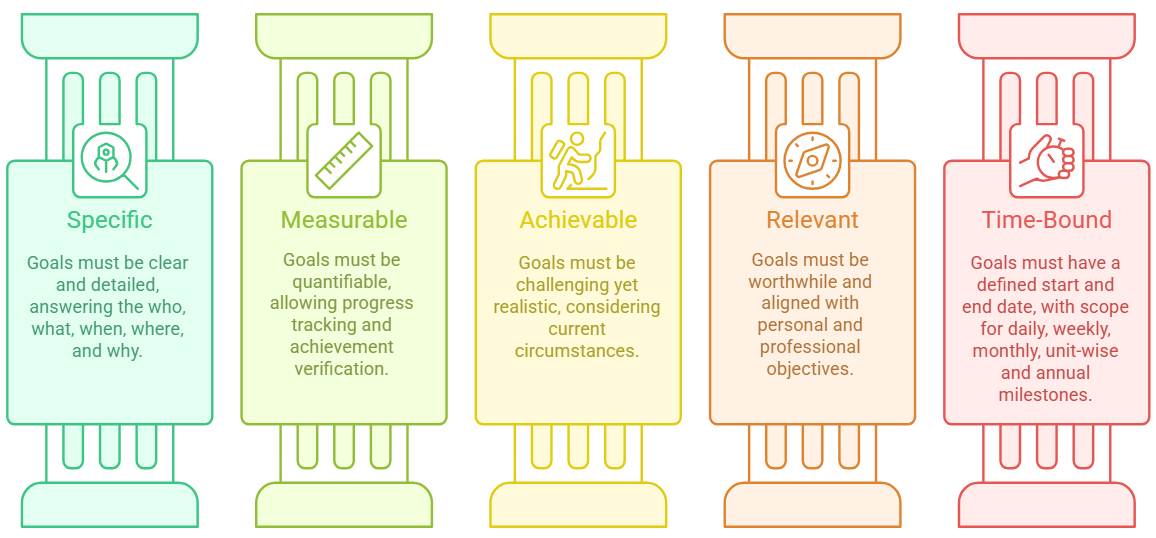 Specific
Goals must be clear
and detailed,
answering the who,
what, when, where,
and why.
Measurable
Goals must be
quantifiable,
allowing progress
tracking and
achievement
verification.
Achievable
Goals must be
challenging yet
realistic, considering
current
circumstances.
Relevant
Goals must be
worthwhile and
aligned with
personal and
professional
objectives.
Time-Bound
Goals must have a
defined start and
end date, with scope
for daily, weekly,
monthly, unit-wise
and annual
milestones.